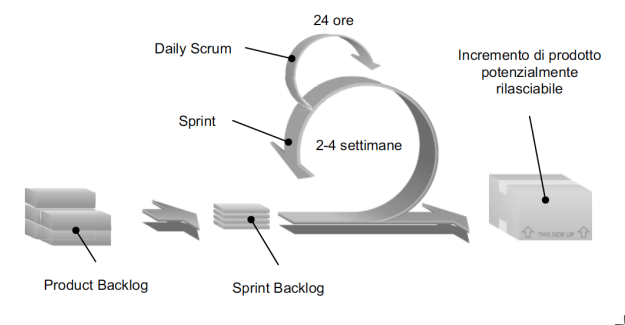 24 ore
Daily Scrum
Incremento di prodotto
potenzialmente
rilasciabile
Sprint
2-4 settimane
THIS SIDE UP
Product Backlog
Sprint Backlog